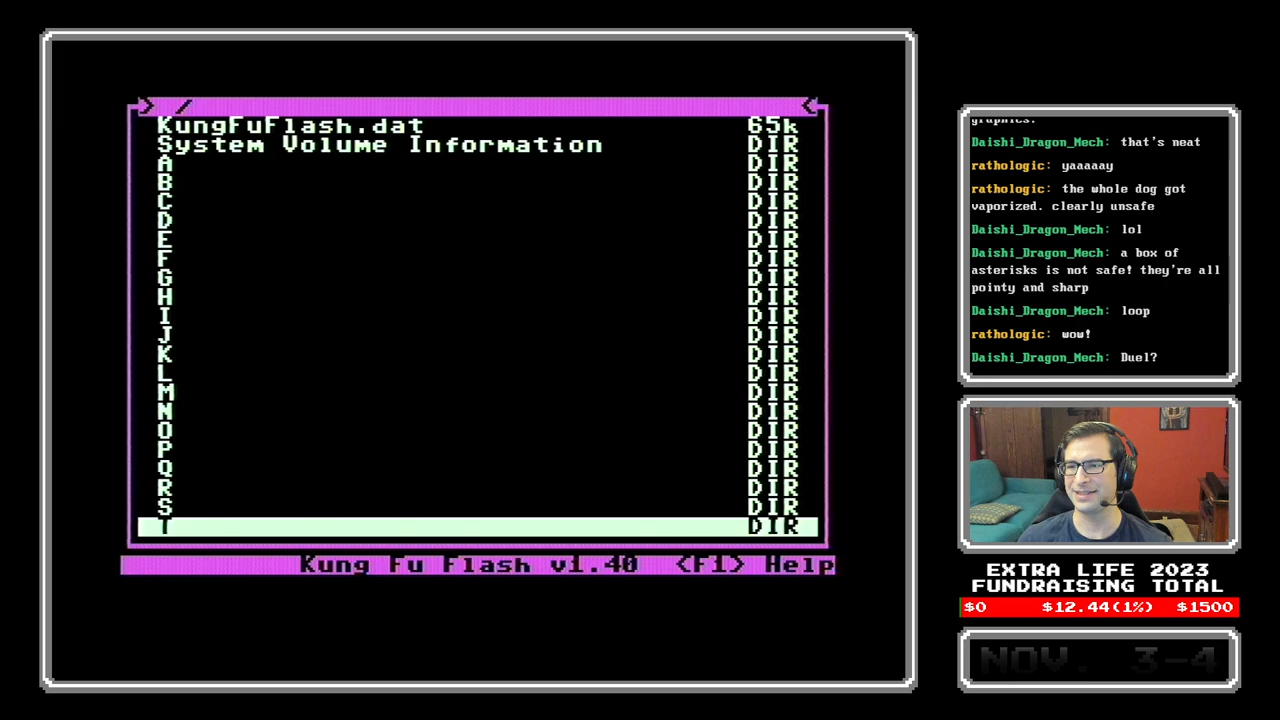 > / <
KungFuFlash.dat 65k
System Volume Information DIR
A DIR
B DIR
C DIR
D DIR
E DIR
F DIR
G DIR
H DIR
I DIR
J DIR
K DIR
L DIR
M DIR
N DIR
O DIR
P DIR
Q DIR
R DIR
S DIR
T DIR
Kung Fu Flash v1.40 <F1> Help
graphics.
Daishi_Dragon_Mech: that's neat
rathologic: yaaaaay
rathologic: the whole dog got
vaporized. clearly unsafe
Daishi_Dragon_Mech: lol
Daishi_Dragon_Mech: a box of
asterisks is not safe! they're all
pointy and sharp
Daishi_Dragon_Mech: loop
rathologic: wow!
Daishi_Dragon_Mech: Duel?
EXTRA LIFE 2023
FUNDRAISING TOTAL
$0 $12.44(1%) $1500
NOV. 3-4